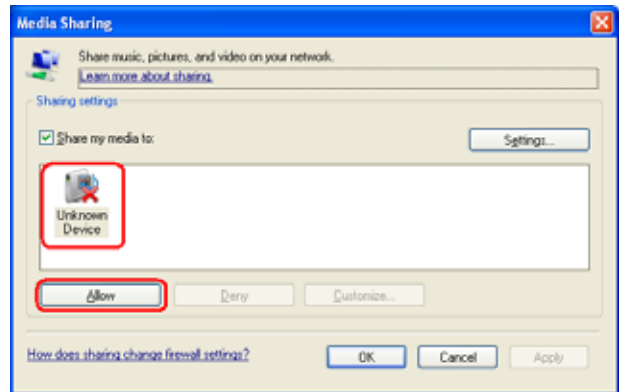 Media Sharing
Share music, pictures, and video on your network.
Learn more about sharing.
Sharing settings
Share my media to:
Settings...
Unknown
Device
Allow
Deny
Customize...
How does sharing change firewall settings?
OK
Cancel
Apply